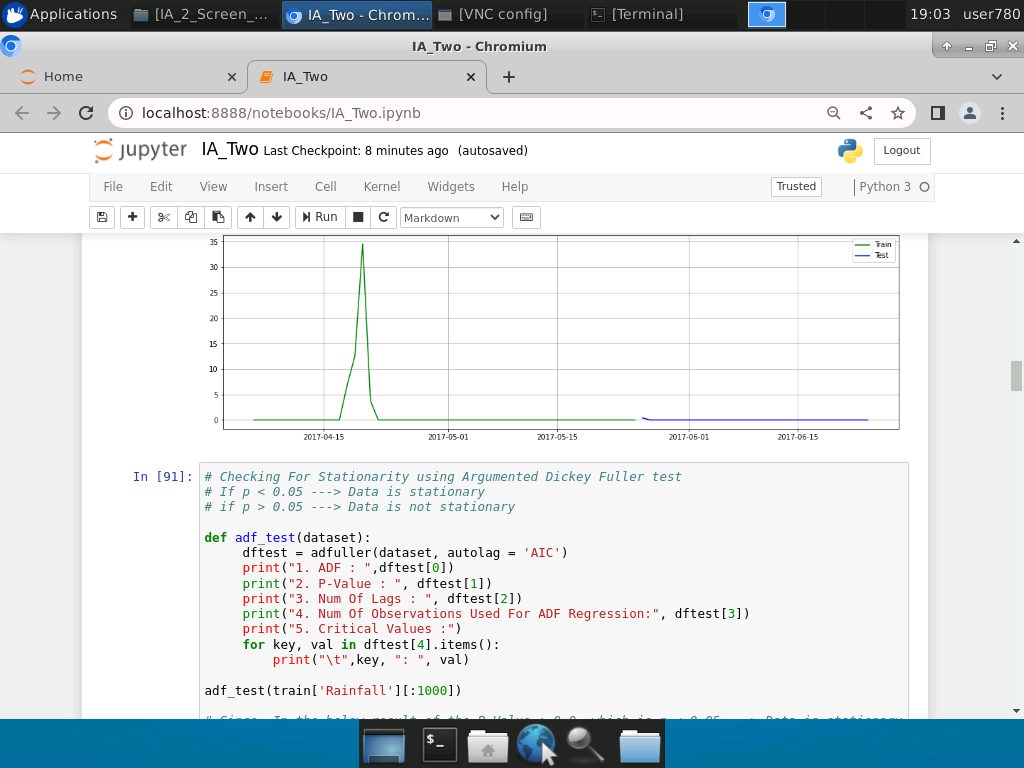 Applications [IA_2_Screen_... IA_Two - Chrom... [VNC config] [Terminal] 19:03 user780
IA_Two - Chromium
Home IA_Two
localhost:8888/notebooks/IA_Two.ipynb
jupyter IA_Two Last Checkpoint: 8 minutes ago (autosaved) Logout
File Edit View Insert Cell Kernel Widgets Help Trusted Python 3
Run Markdown
35
30
25
20
15
10
5
0
Train
Test
2017-04-15 2017-05-01 2017-05-15 2017-06-01 2017-06-15
In [91]:
# Checking For Stationarity using Argumented Dickey Fuller test
# If p < 0.05 ---> Data is stationary
# if p > 0.05 ---> Data is not stationary
def adf_test(dataset):
dftest = adfuller(dataset, autolag = 'AIC')
print("1. ADF : ",dftest[0])
print("2. P-Value : ", dftest[1])
print("3. Num Of Lags : ", dftest[2])
print("4. Num Of Observations Used For ADF Regression:", dftest[3])
print("5. Critical Values :")
for key, val in dftest[4].items():
print("\t",key, ": ", val)
adf_test(train['Rainfall'][:1000])